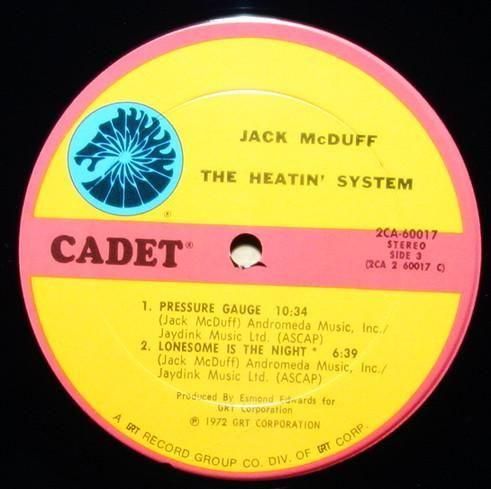 JACK McDUFF
THE HEATIN' SYSTEM
®
CADET®
2CA-60017
STEREO
SIDE 3
(2CA 2 60017 C)
1. PRESSURE GAUGE 10:34
(Jack McDuff) Andromeda Music, Inc./
Jaydink Music Ltd. (ASCAP)
2. LONESOME IS THE NIGHT * 6:39
(Jack McDuff) Andromeda Music, Inc./
Jaydink Music Ltd. (ASCAP)
Produced By Esmond Edwards for
GRT Corporation
℗ 1972 GRT CORPORATION
A GRT RECORD GROUP CO. DIV. OF GRT CORP.